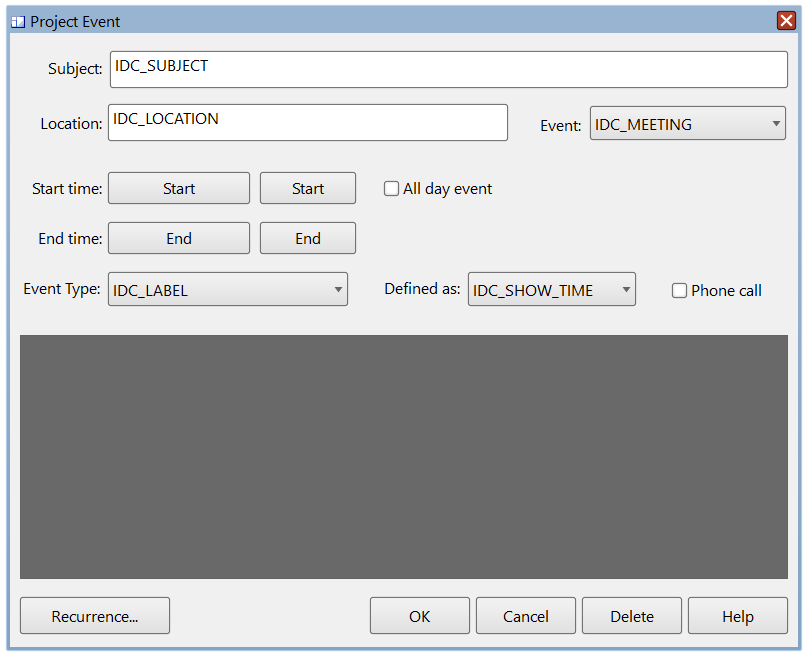 Project Event
Subject: IDC_SUBJECT
Location: IDC_LOCATION Event: IDC_MEETING
Start time: Start Start All day event
End time: End End
Event Type: IDC_LABEL Defined as: IDC_SHOW_TIME Phone call
Recurrence... OK Cancel Delete Help